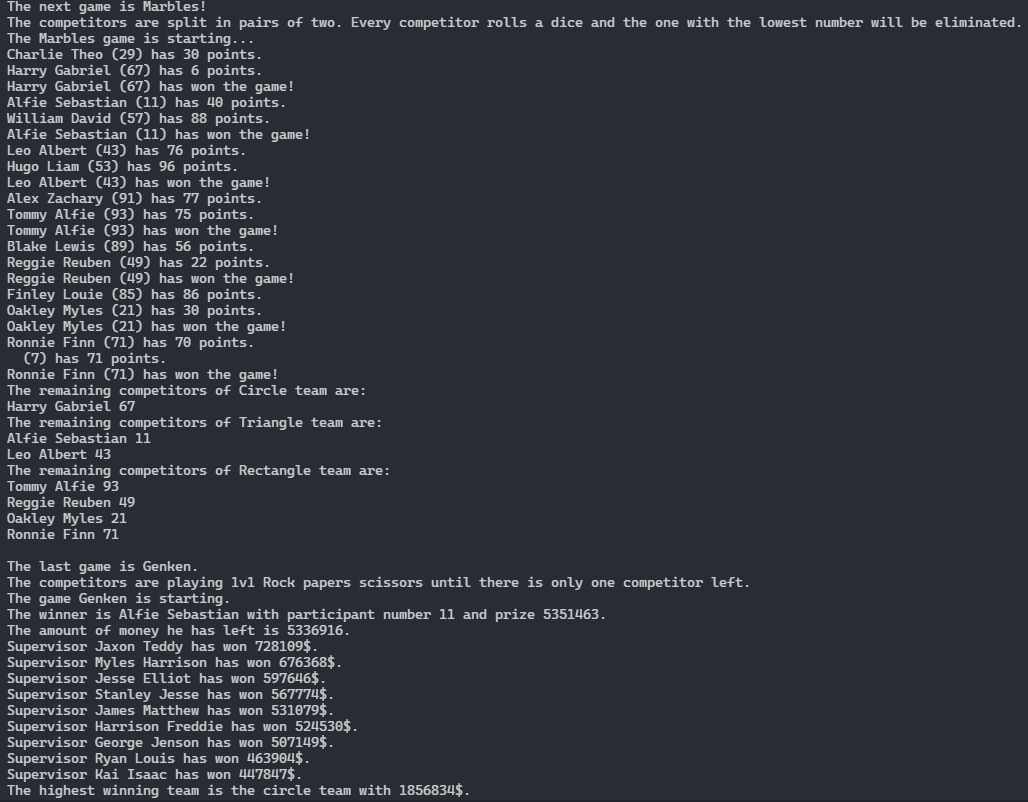 The next game is Marbles!
The competitors are split in pairs of two. Every competitor rolls a dice and the one with the lowest number will be eliminated.
The Marbles game is starting...
Charlie Theo (29) has 30 points.
Harry Gabriel (67) has 6 points.
Harry Gabriel (67) has won the game!
Alfie Sebastian (11) has 40 points.
William David (57) has 88 points.
Alfie Sebastian (11) has won the game!
Leo Albert (43) has 76 points.
Hugo Liam (53) has 96 points.
Leo Albert (43) has won the game!
Alex Zachary (91) has 77 points.
Tommy Alfie (93) has 75 points.
Tommy Alfie (93) has won the game!
Blake Lewis (89) has 56 points.
Reggie Reuben (49) has 22 points.
Reggie Reuben (49) has won the game!
Finley Louie (85) has 86 points.
Oakley Myles (21) has 30 points.
Oakley Myles (21) has won the game!
Ronnie Finn (71) has 70 points.
(7) has 71 points.
Ronnie Finn (71) has won the game!
The remaining competitors of Circle team are:
Harry Gabriel 67
The remaining competitors of Triangle team are:
Alfie Sebastian 11
Leo Albert 43
The remaining competitors of Rectangle team are:
Tommy Alfie 93
Reggie Reuben 49
Oakley Myles 21
Ronnie Finn 71
The last game is Genken.
The competitors are playing 1v1 Rock papers scissors until there is only one competitor left.
The game Genken is starting.
The winner is Alfie Sebastian with participant number 11 and prize 5351463.
The amount of money he has left is 5336916.
Supervisor Jaxon Teddy has won 728109$.
Supervisor Myles Harrison has won 676368$.
Supervisor Jesse Elliot has won 597646$.
Supervisor Stanley Jesse has won 567774$.
Supervisor James Matthew has won 531079$.
Supervisor Harrison Freddie has won 524530$.
Supervisor George Jenson has won 507149$.
Supervisor Ryan Louis has won 463904$.
Supervisor Kai Isaac has won 447847$.
The highest winning team is the circle team with 1856834$.